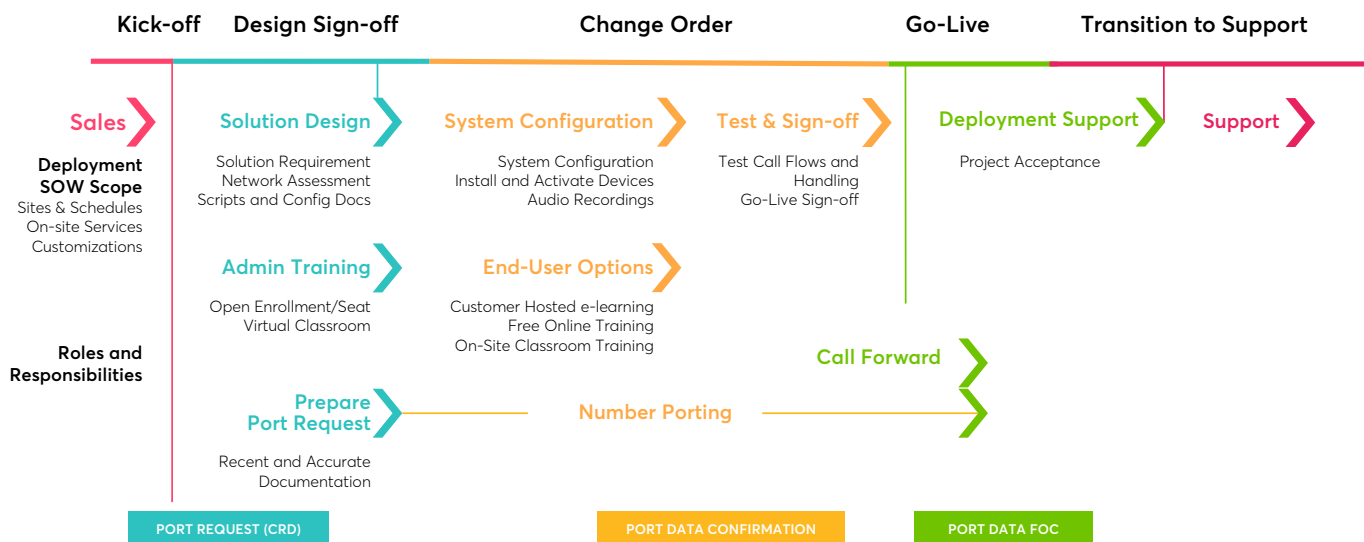 Kick-off
Design Sign-off
Change Order
Go-Live
Transition to Support
Sales
Deployment
SOW Scope
Sites & Schedules
On-site Services
Customizations
Roles and
Responsibilities
Solution Design
Solution Requirement
Network Assessment
Scripts and Config Docs
Admin Training
Open Enrollment/Seat
Virtual Classroom
Prepare
Port Request
Recent and Accurate
Documentation
System Configuration
System Configuration
Install and Activate Devices
Audio Recordings
End-User Options
Customer Hosted e-learning
Free Online Training
On-Site Classroom Training
Number Porting
Test & Sign-off
Test Call Flows and
Handling
Go-Live Sign-off
Call Forward
Deployment Support
Project Acceptance
Support
PORT REQUEST (CRD)
PORT DATA CONFIRMATION
PORT DATA FOC